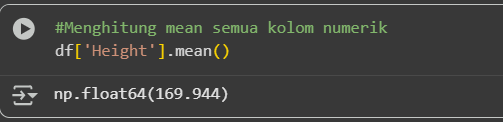 #Menghitung mean semua kolom numerik
df['Height'].mean()
np.float64(169.944)